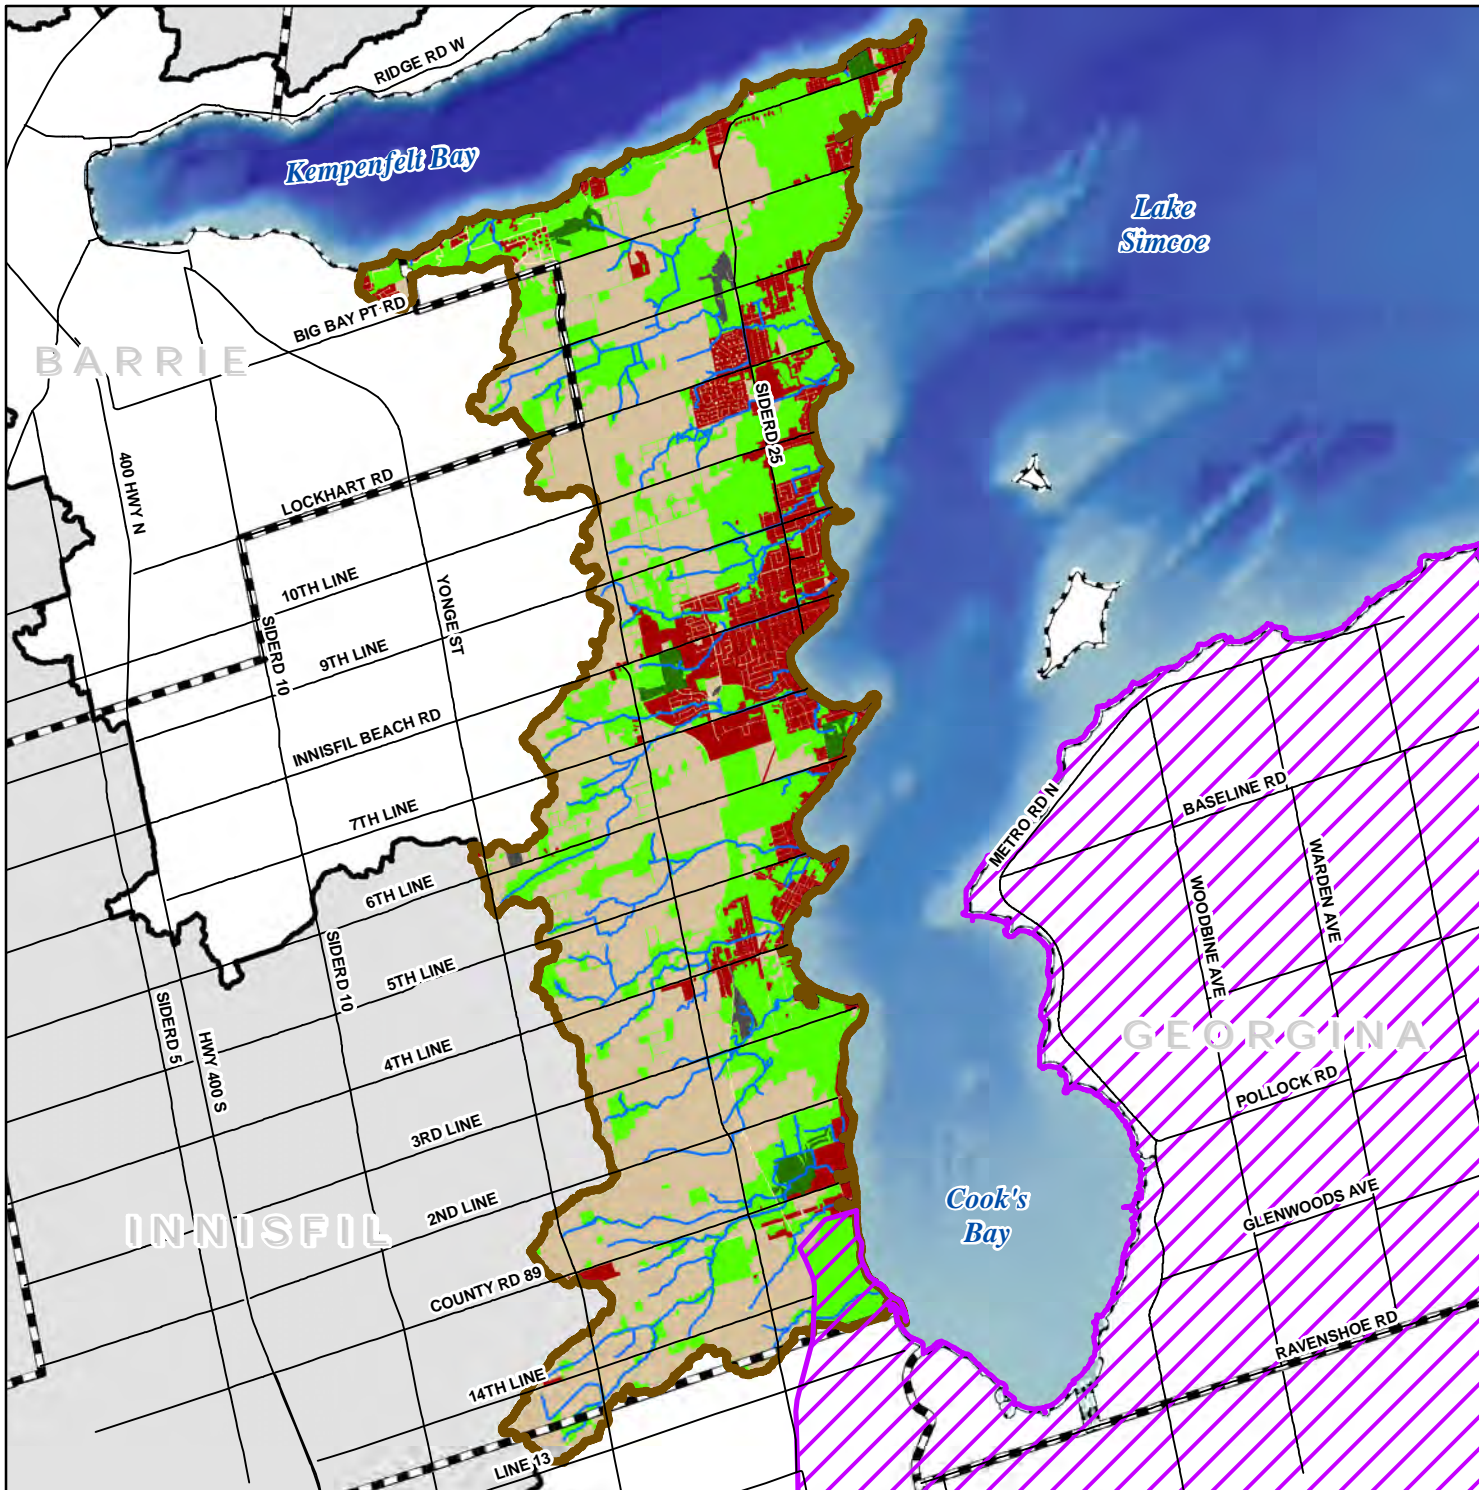 RIDGE RD W
Kempenfelt Bay
Lake
Simcoe
BIG BAY PT RD
BARRIE
SIDERD 25
400 HWY N
LOCKHART RD
10TH LINE
YONGE ST
SIDERD 10
9TH LINE
INNISFIL BEACH RD
7TH LINE
METRO RD N
BASELINE RD
WARDEN AVE
WOODBINE AVE
6TH LINE
SIDERD 10
5TH LINE
SIDERD 5
HWY 400 S
4TH LINE
GEORGINA
POLLOCK RD
3RD LINE
2ND LINE
INNISFIL
Cook's
Bay
GLENWOODS AVE
COUNTY RD 89
RAVENSHOE RD
14TH LINE
LINE 13